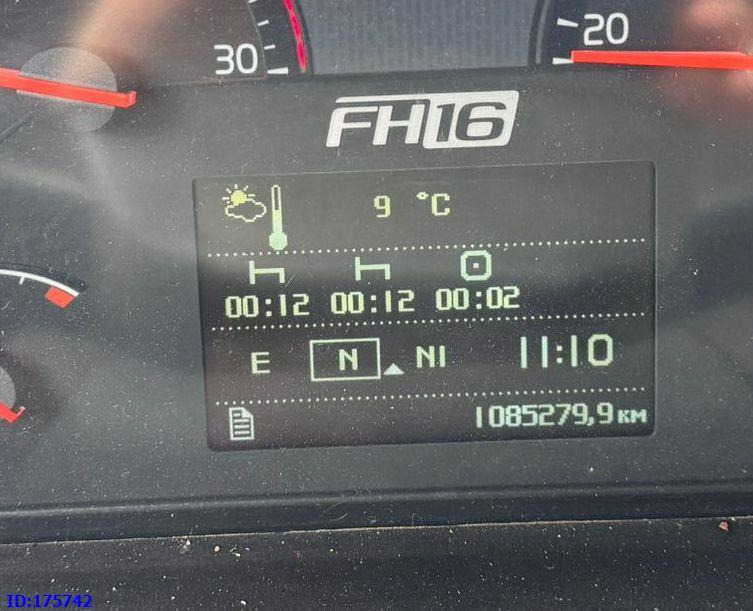 30
20
FH16
9 °C
00:12 00:12 00:02
E N NI 11:10
1085279,9 км
ID:175742